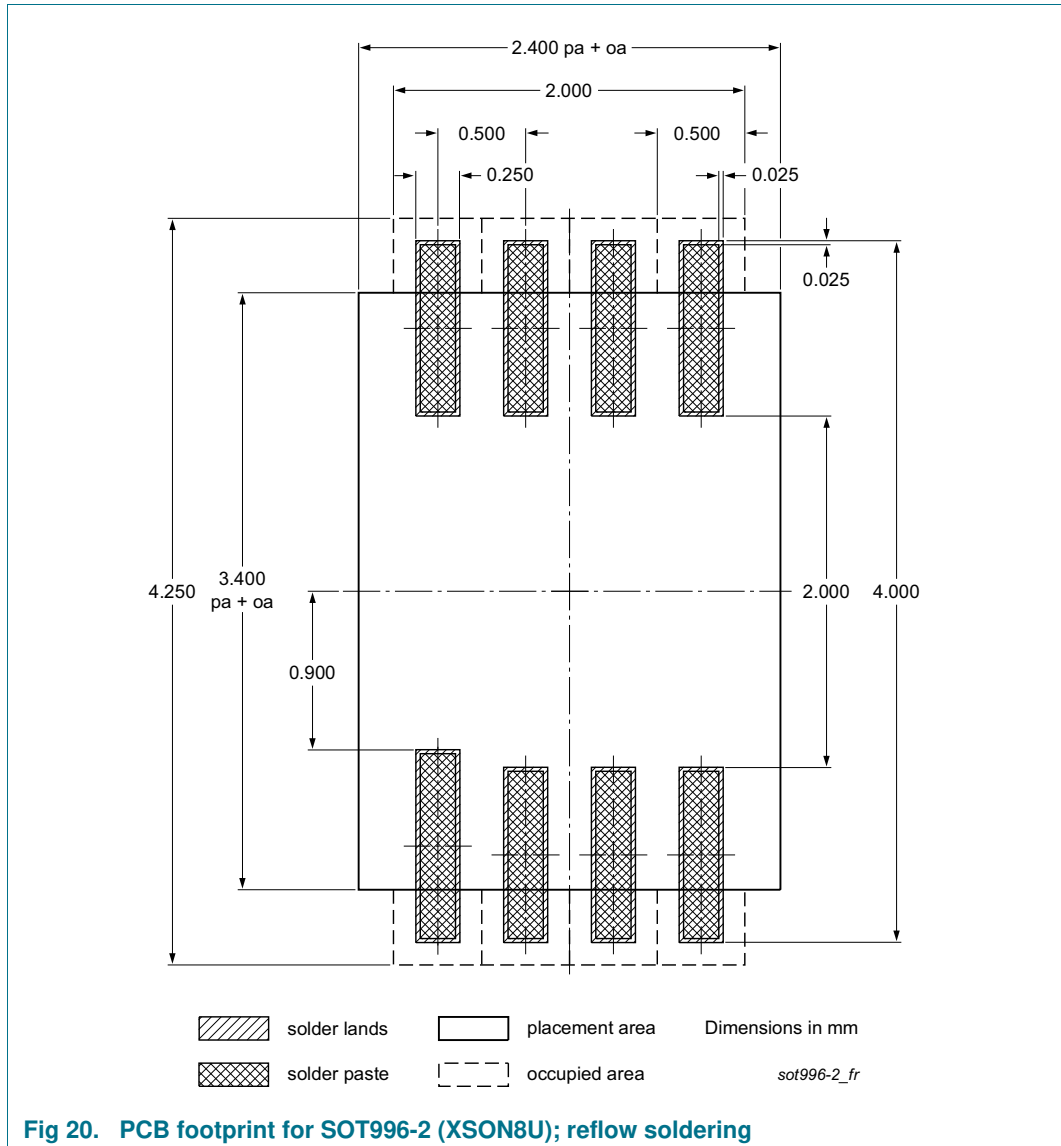 2.400 pa + oa
2.000
0.500
0.500
0.250
0.025
0.025
4.250
3.400
pa + oa
2.000
4.000
0.900
solder lands
placement area
Dimensions in mm
solder paste
occupied area
sot996-2_fr
Fig 20. PCB footprint for SOT996-2 (XSON8U); reflow soldering